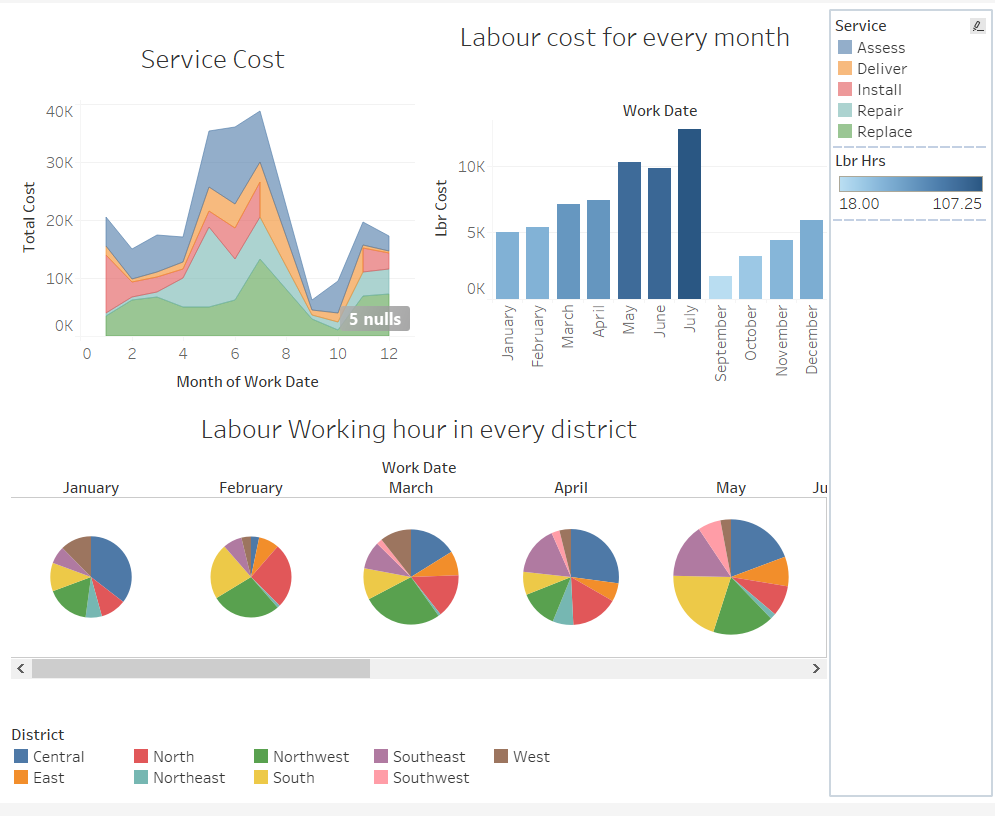 Service Cost
40K
30K
20K
10K
0K
Total Cost
5 nulls
0 2 4 6 8 10 12
Month of Work Date
Labour cost for every month
Work Date
10K
5K
0K
Lbr Cost
January
February
March
April
May
June
July
September
October
November
December
Service
Assess
Deliver
Install
Repair
Replace
Lbr Hrs
18.00 107.25
Labour Working hour in every district
Work Date
January February March April May Ju
District
Central North Northwest Southeast West
East Northeast South Southwest